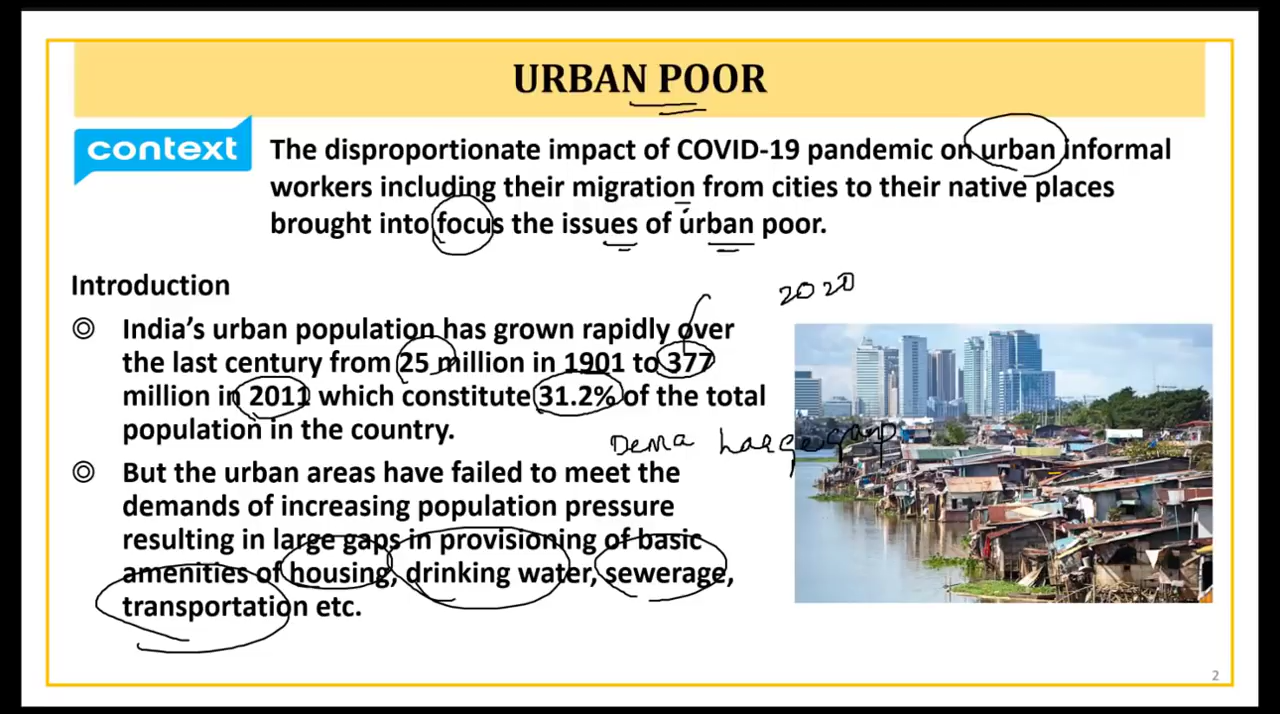 URBAN POOR
context
The disproportionate impact of COVID-19 pandemic on urban informal
workers including their migration from cities to their native places
brought into focus the issues of urban poor.
Introduction
2020
◎ India's urban population has grown rapidly over
the last century from 25 million in 1901 to 377
million in 2011 which constitute 31.2% of the total
population in the country.
Dema large gap
◎ But the urban areas have failed to meet the
demands of increasing population pressure
resulting in large gaps in provisioning of basic
amenities of housing, drinking water, sewerage,
transportation etc.
2